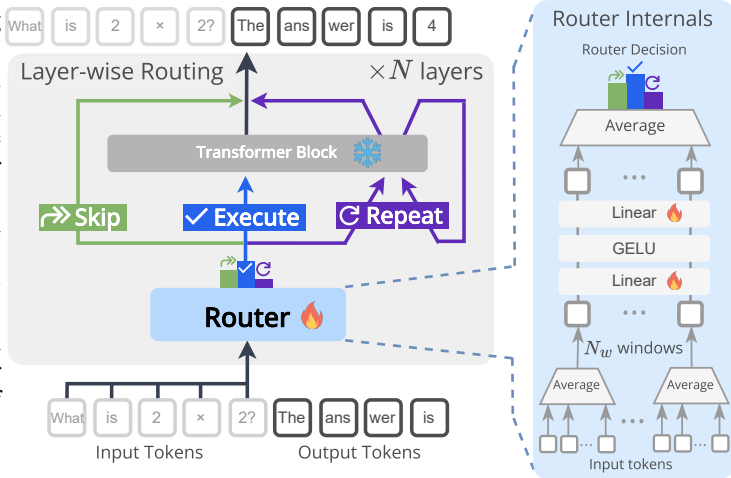 What is 2 × 2? The ans wer is 4
Layer-wise Routing
×N layers
Transformer Block
Skip
Execute
Repeat
Router
What is 2 × 2? The ans wer is
Input Tokens
Output Tokens
Router Internals
Router Decision
Average
...
Linear
GELU
Linear
...
N_w windows
Average
Average
...
... ...
Input tokens